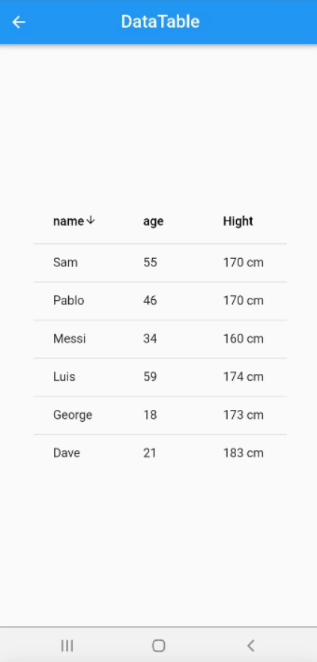 DataTable
name age Hight
Sam 55 170 cm
Pablo 46 170 cm
Messi 34 160 cm
Luis 59 174 cm
George 18 173 cm
Dave 21 183 cm